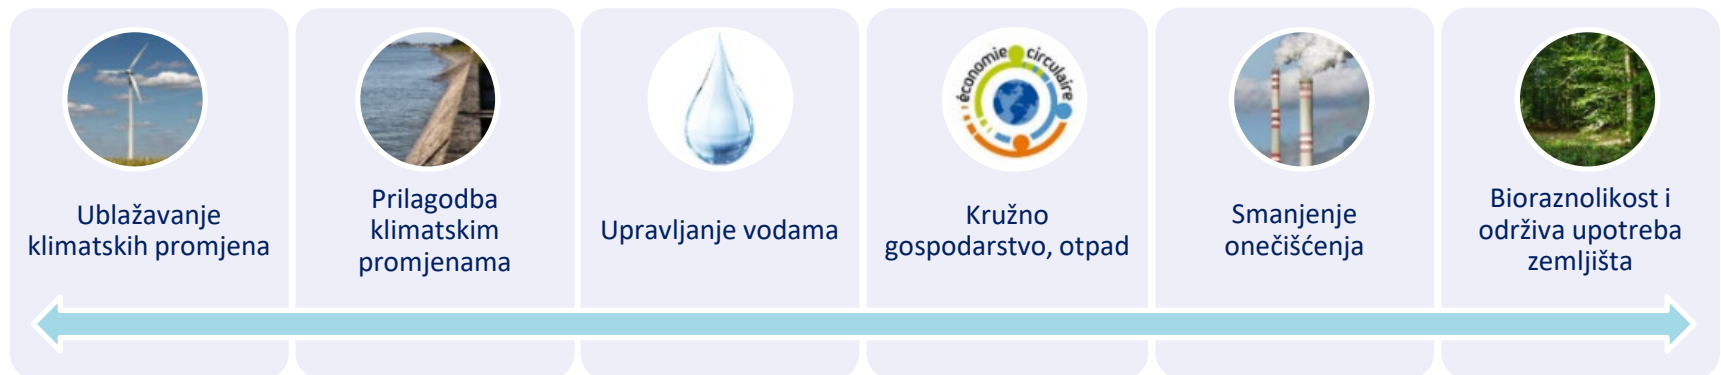 Ublažavanje
klimatskih promjena
Prilagodba
klimatskim
promjenama
Upravljanje vodama
économie circulaire
Kružno
gospodarstvo, otpad
Smanjenje
onečišćenja
Bioraznolikost i
održiva upotreba
zemljišta